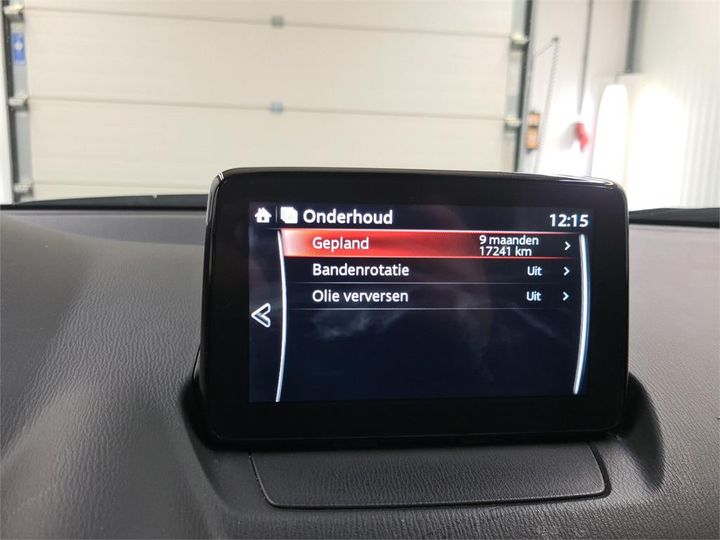 Onderhoud 12:15
Gepland 9 maanden
17241 km
Bandenrotatie Uit
Olie verversen Uit